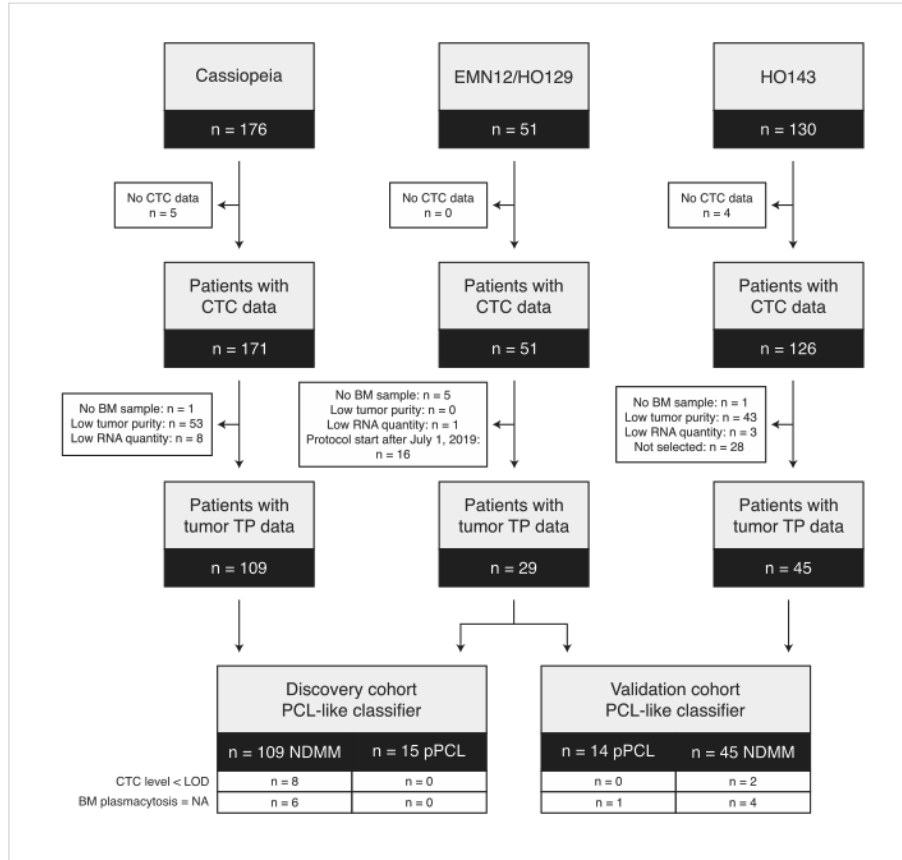 Cassiopeia
n = 176
EMN12/HO129
n = 51
HO143
n = 130
No CTC data
n = 5
No CTC data
n = 0
No CTC data
n = 4
Patients with
CTC data
n = 171
Patients with
CTC data
n = 51
Patients with
CTC data
n = 126
No BM sample: n = 1
Low tumor purity: n = 53
Low RNA quantity: n = 8
No BM sample: n = 5
Low tumor purity: n = 0
Low RNA quantity: n = 1
Protocol start after July 1, 2019:
n = 16
No BM sample: n = 1
Low tumor purity: n = 43
Low RNA quantity: n = 3
Not selected: n = 28
Patients with
tumor TP data
n = 109
Patients with
tumor TP data
n = 29
Patients with
tumor TP data
n = 45
Discovery cohort
PCL-like classifier
n = 109 NDMM n = 15 pPCL
Validation cohort
PCL-like classifier
n = 14 pPCL n = 45 NDMM
CTC level < LOD n = 8 n = 0 n = 0 n = 2
BM plasmacytosis = NA n = 6 n = 0 n = 1 n = 4